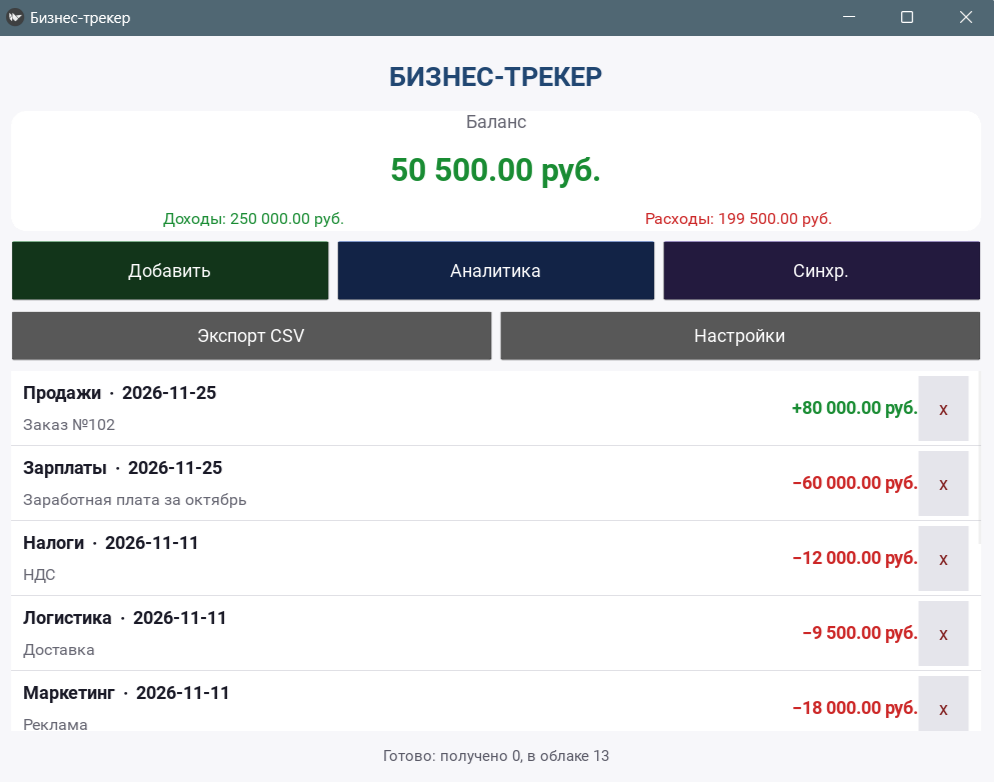 Бизнес-трекер
БИЗНЕС-ТРЕКЕР
Баланс
50 500.00 руб.
Доходы: 250 000.00 руб. Расходы: 199 500.00 руб.
Добавить Аналитика Синхр.
Экспорт CSV Настройки
Продажи · 2026-11-25
+80 000.00 руб. x
Заказ №102
Зарплаты · 2026-11-25
−60 000.00 руб. x
Заработная плата за октябрь
Налоги · 2026-11-11
−12 000.00 руб. x
НДС
Логистика · 2026-11-11
−9 500.00 руб. x
Доставка
Маркетинг · 2026-11-11
−18 000.00 руб. x
Реклама
Готово: получено 0, в облаке 13